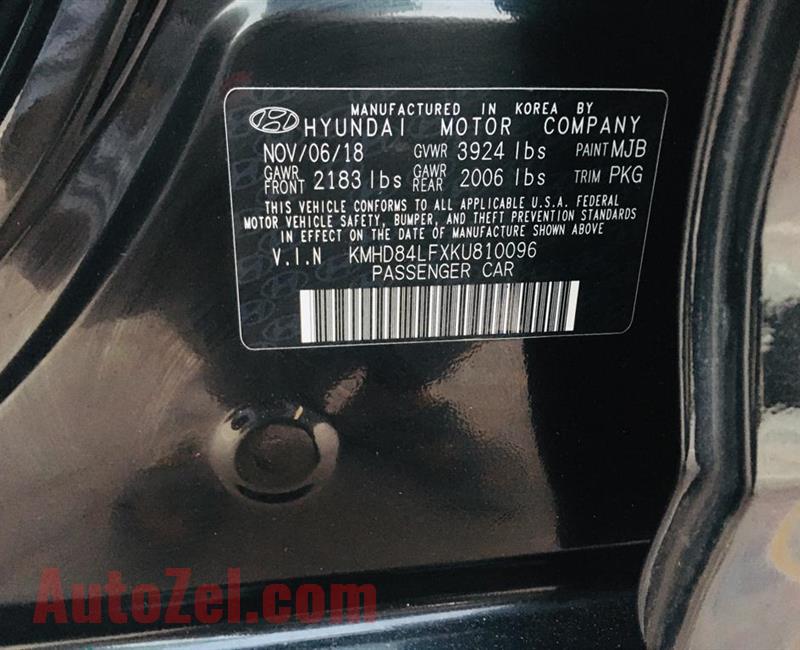 MANUFACTURED IN KOREA BY
HYUNDAI MOTOR COMPANY
NOV/06/18 GVWR 3924 lbs PAINT MJB
GAWR FRONT 2183 lbs GAWR REAR 2006 lbs TRIM PKG
THIS VEHICLE CONFORMS TO ALL APPLICABLE U.S.A. FEDERAL
MOTOR VEHICLE SAFETY, BUMPER, AND THEFT PREVENTION STANDARDS
IN EFFECT ON THE DATE OF MANUFACTURE SHOWN ABOVE
V.I.N KMHD84LFXKU810096
PASSENGER CAR
AutoZel.com